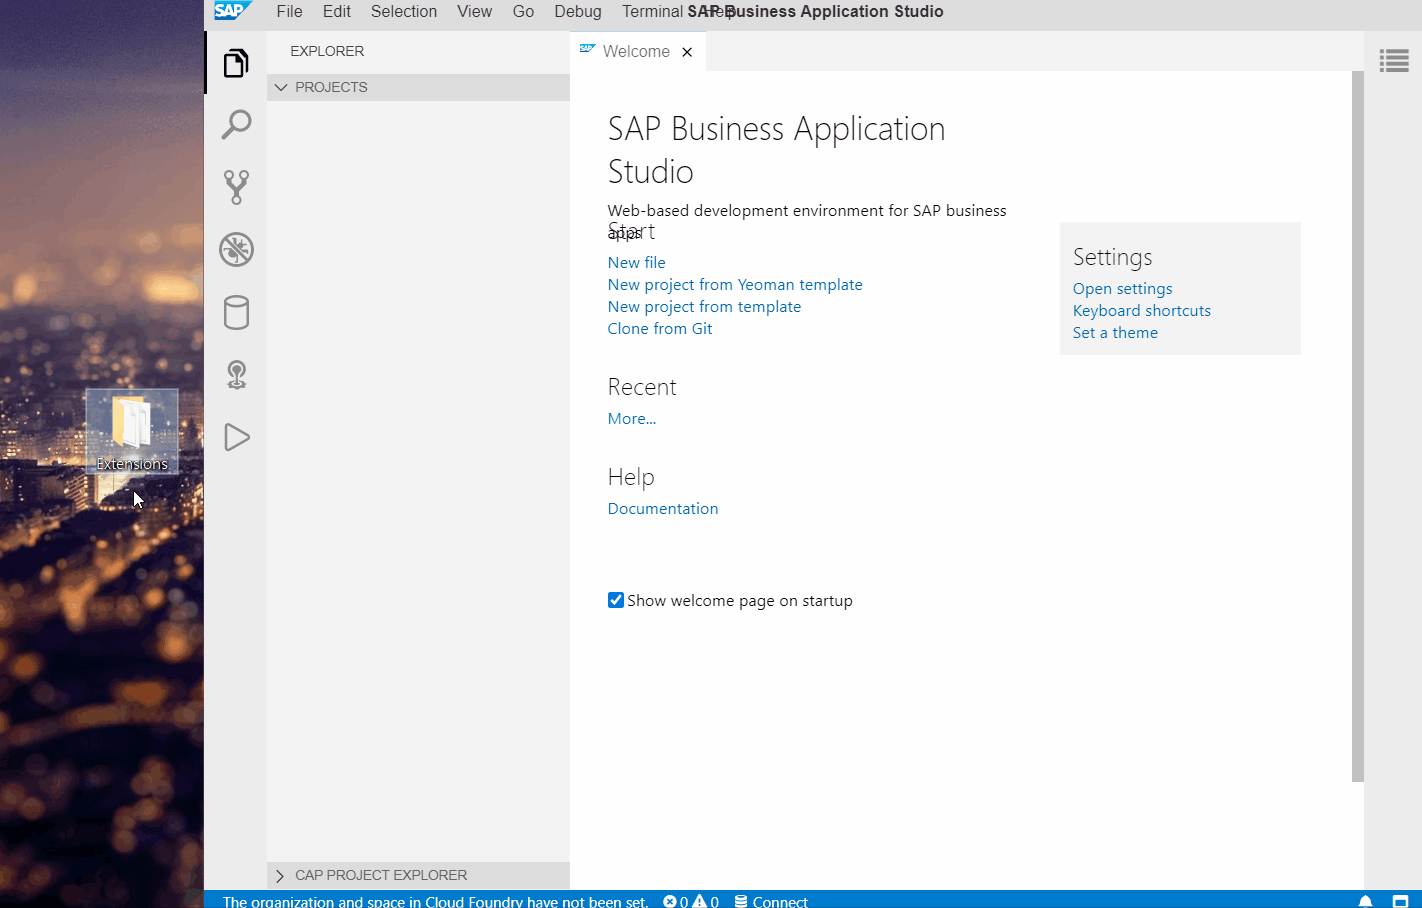 SAP File Edit Selection View Go Debug Terminal Help SAP Business Application Studio
EXPLORER
SAP Welcome
PROJECTS
SAP Business Application
Studio
Web-based development environment for SAP business
apps
Start
New file
New project from Yeoman template
New project from template
Clone from Git
Settings
Open settings
Keyboard shortcuts
Set a theme
Recent
More...
Extensions
Help
Documentation
Show welcome page on startup
CAP PROJECT EXPLORER
The organization and space in Cloud Foundry have not been set. 0 0 Connect